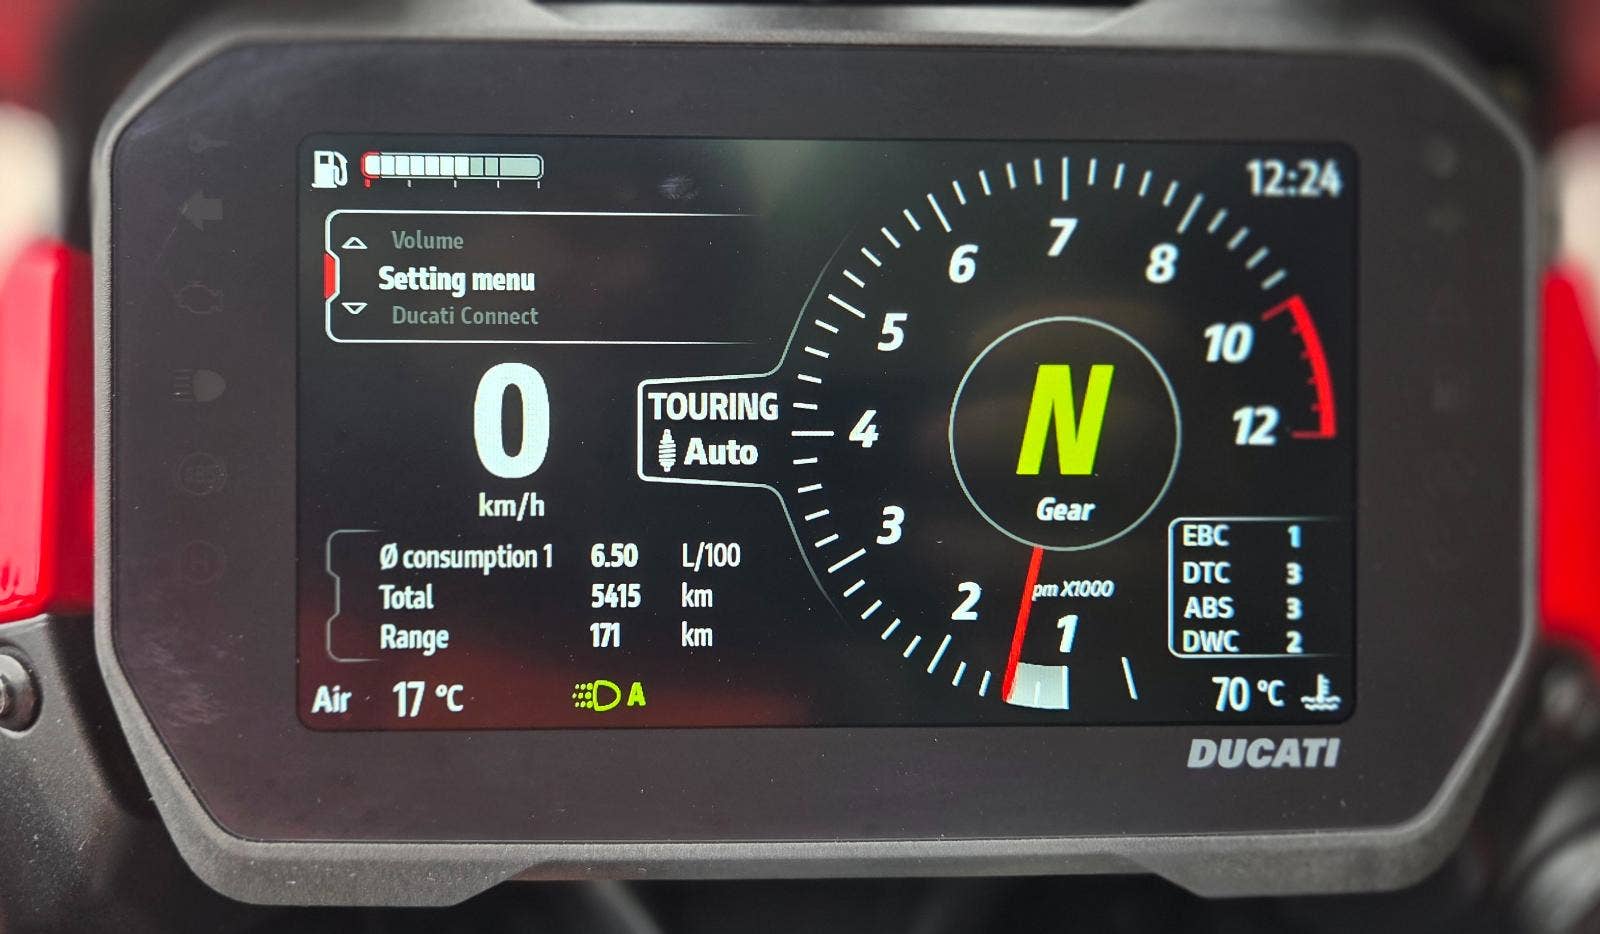 12:24
Volume
Setting menu
Ducati Connect
0
km/h
TOURING
Auto
1
2
3
4
5
6
7
8
10
12
N
Gear
pm X1000
Ø consumption 1 6.50 L/100
Total 5415 km
Range 171 km
EBC 1
DTC 3
ABS 3
DWC 2
Air 17 °C
A
70 °C
DUCATI